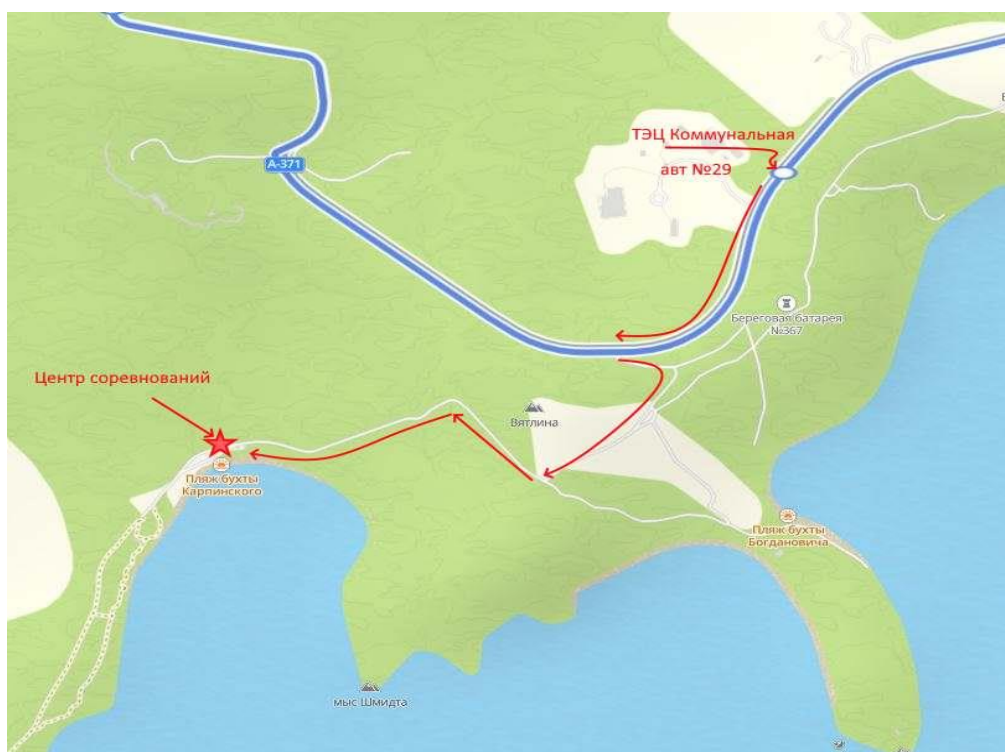 ТЭЦ Коммунальная
А-371
авт №29
Береговая батарея
№367
Центр соревнований
Вятлина
Пляж бухты
Карпинского
Пляж бухты
Богдановича
мыс Шмидта